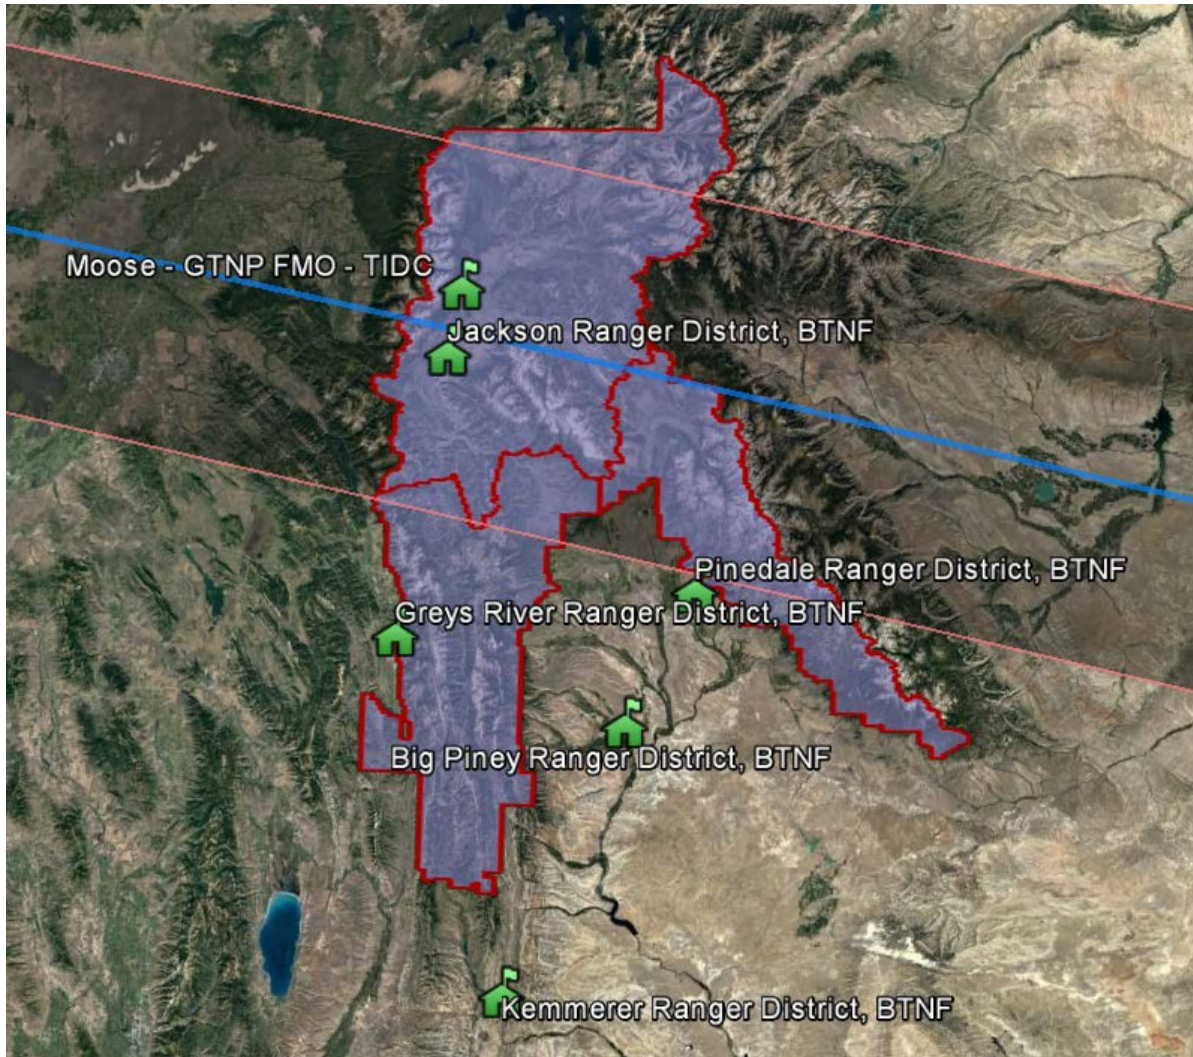 Moose - GTNP FMO - TIDC
Jackson Ranger District, BTNF
Pinedale Ranger District, BTNF
Greys River Ranger District, BTNF
Big Piney Ranger District, BTNF
Kemmerer Ranger District, BTNF